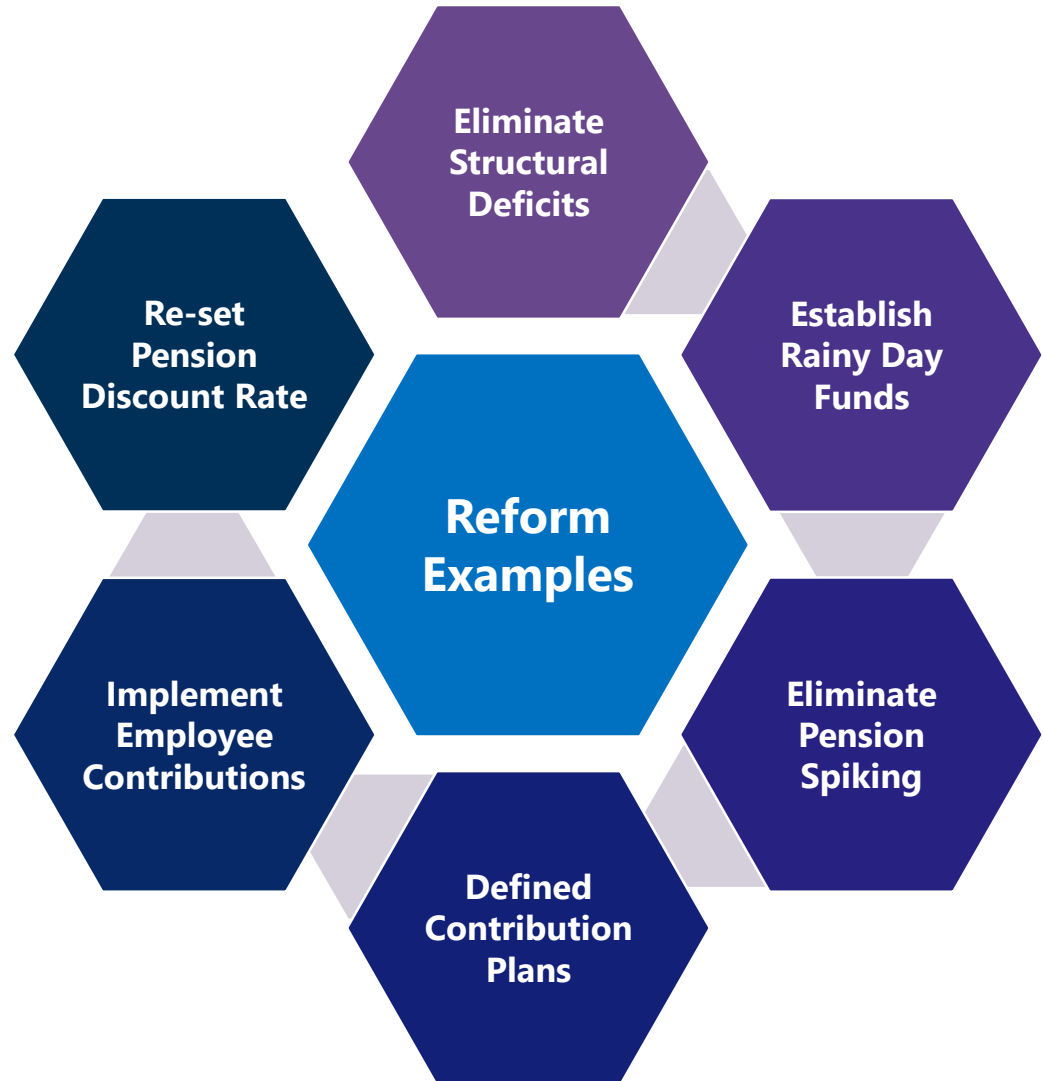 Eliminate
Structural
Deficits
Re-set
Pension
Discount Rate
Establish
Rainy Day
Funds
Reform
Examples
Implement
Employee
Contributions
Eliminate
Pension
Spiking
Defined
Contribution
Plans